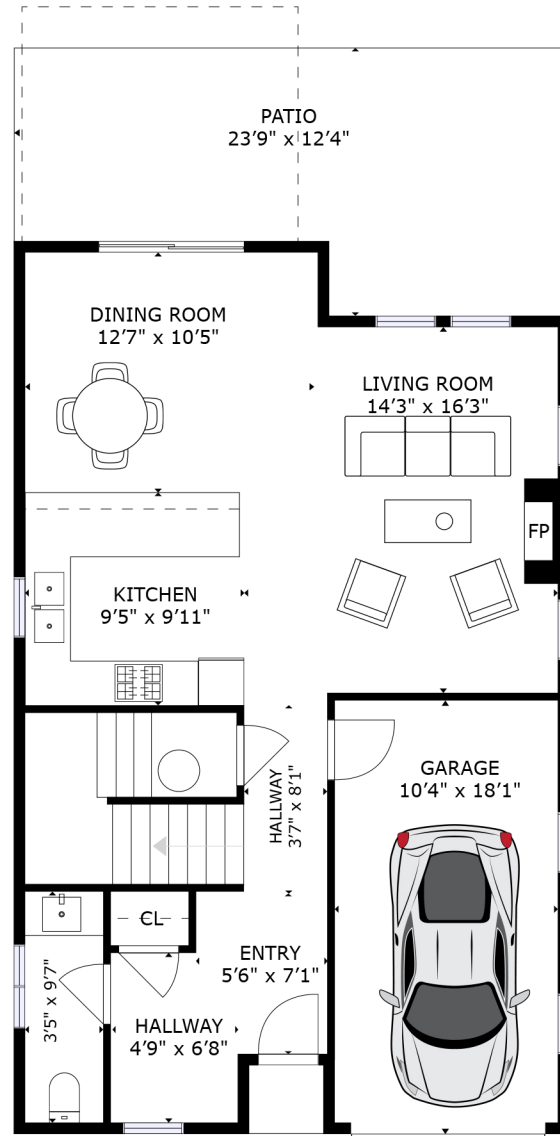 PATIO
23'9" x 12'4"
DINING ROOM
12'7" x 10'5"
LIVING ROOM
14'3" x 16'3"
FP
KITCHEN
9'5" x 9'11"
HALLWAY
3'7" x 8'1"
GARAGE
10'4" x 18'1"
CL
ENTRY
5'6" x 7'1"
3'5" x 9'7"
HALLWAY
4'9" x 6'8"